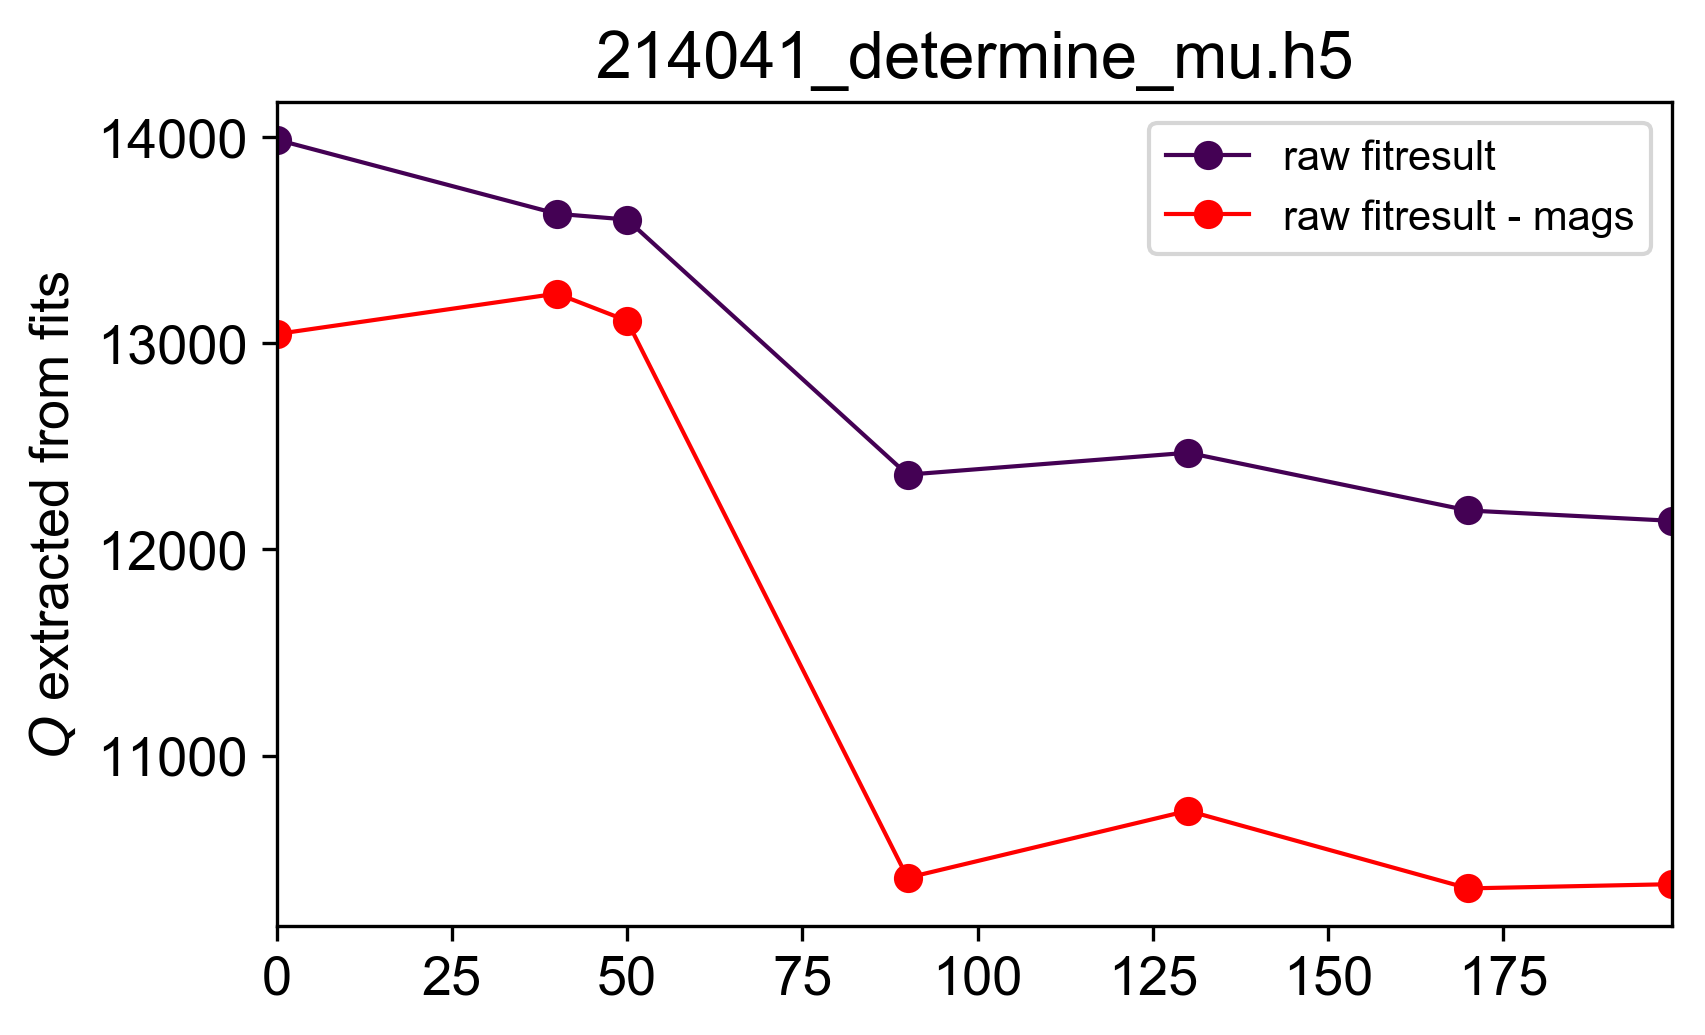 214041_determine_mu.h5
raw fitresult
raw fitresult - mags
Q extracted from fits
14000
13000
12000
11000
0 25 50 75 100 125 150 175